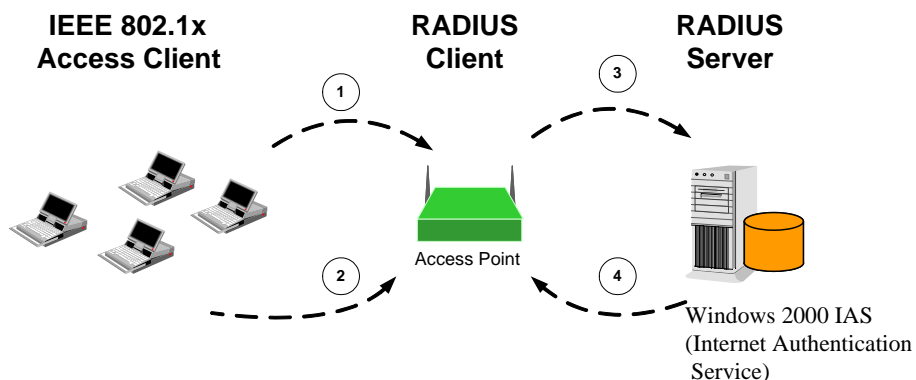 IEEE 802.1x
Access Client
RADIUS
Client
RADIUS
Server
1
3
Access Point
2
4
Windows 2000 IAS
(Internet Authentication
Service)